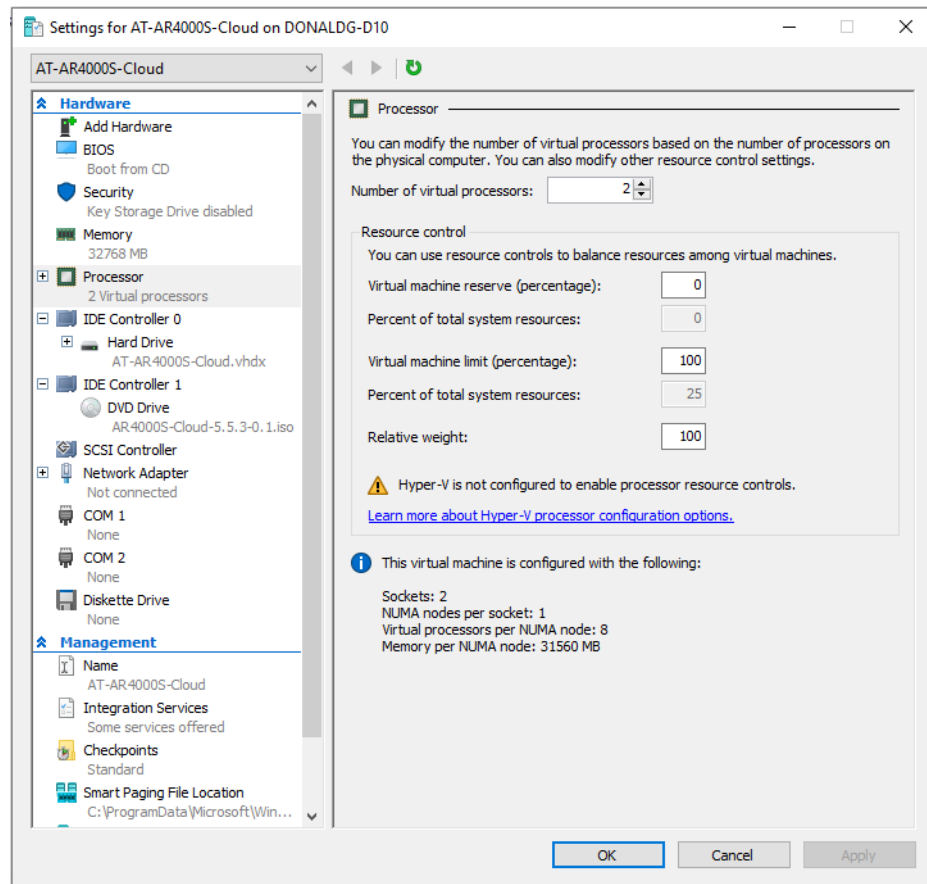 Settings for AT-AR4000S-Cloud on DONALDG-D10
AT-AR4000S-Cloud
Hardware
Add Hardware
BIOS
Boot from CD
Security
Key Storage Drive disabled
Memory
32768 MB
Processor
2 Virtual processors
IDE Controller 0
Hard Drive
AT-AR4000S-Cloud.vhdx
IDE Controller 1
DVD Drive
AR4000S-Cloud-5.5.3-0.1.iso
SCSI Controller
Network Adapter
Not connected
COM 1
None
COM 2
None
Diskette Drive
None
Management
Name
AT-AR4000S-Cloud
Integration Services
Some services offered
Checkpoints
Standard
Smart Paging File Location
C:\ProgramData\Microsoft\Win...
Processor
You can modify the number of virtual processors based on the number of processors on
the physical computer. You can also modify other resource control settings.
Number of virtual processors: 2
Resource control
You can use resource controls to balance resources among virtual machines.
Virtual machine reserve (percentage): 0
Percent of total system resources: 0
Virtual machine limit (percentage): 100
Percent of total system resources: 25
Relative weight: 100
Hyper-V is not configured to enable processor resource controls.
Learn more about Hyper-V processor configuration options.
This virtual machine is configured with the following:
Sockets: 2
NUMA nodes per socket: 1
Virtual processors per NUMA node: 8
Memory per NUMA node: 31560 MB
OK
Cancel
Apply